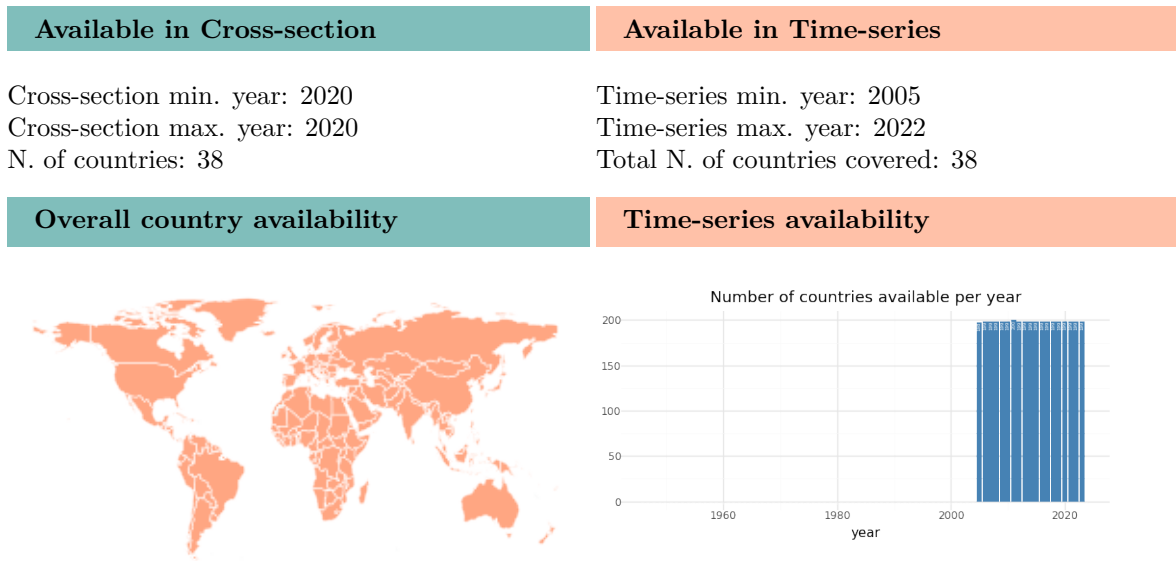 Available in Cross-section
Available in Time-series
Cross-section min. year: 2020
Cross-section max. year: 2020
N. of countries: 38
Time-series min. year: 2005
Time-series max. year: 2022
Total N. of countries covered: 38
Overall country availability
Time-series availability
Number of countries available per year
200
150
100
50
0
1960 1980 2000 2020
year